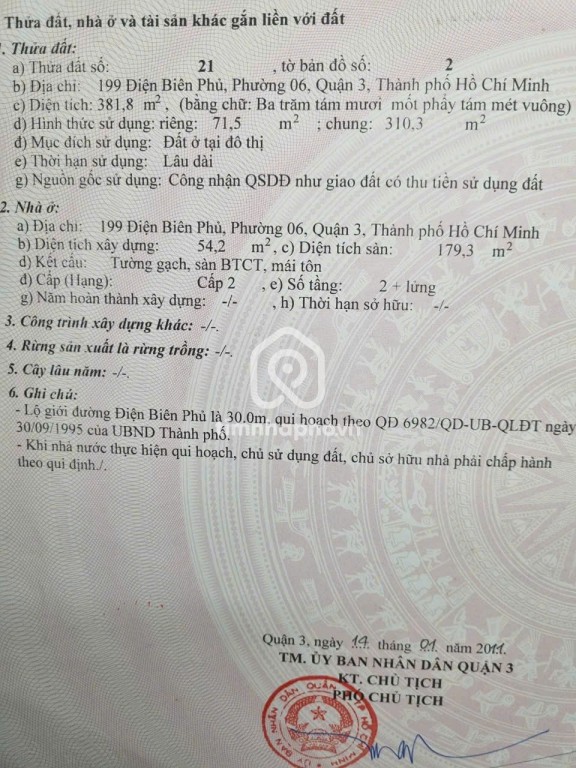 Thửa đất, nhà ở và tài sản khác gắn liền với đất
1. Thửa đất:
a) Thửa đất số: 21 , tờ bản đồ số: 2
b) Địa chỉ: 199 Điện Biên Phủ, Phường 06, Quận 3, Thành phố Hồ Chí Minh
c) Diện tích: 381,8 m², (bằng chữ: Ba trăm tám mươi mốt phẩy tám mét vuông)
d) Hình thức sử dụng: riêng: 71,5 m² ; chung: 310,3 m²
đ) Mục đích sử dụng: Đất ở tại đô thị
e) Thời hạn sử dụng: Lâu dài
g) Nguồn gốc sử dụng: Công nhận QSDĐ như giao đất có thu tiền sử dụng đất
2. Nhà ở:
a) Địa chỉ: 199 Điện Biên Phủ, Phường 06, Quận 3, Thành phố Hồ Chí Minh
b) Diện tích xây dựng: 54,2 m², c) Diện tích sàn: 179,3 m²
d) Kết cấu: Tường gạch, sàn BTCT, mái tôn
đ) Cấp (Hạng): Cấp 2 , e) Số tầng: 2 + lửng
g) Năm hoàn thành xây dựng: -/- , h) Thời hạn sở hữu: -/-
3. Công trình xây dựng khác: -/-.
4. Rừng sản xuất là rừng trồng: -/-.
5. Cây lâu năm: -/-.
6. Ghi chú:
- Lộ giới đường Điện Biên Phủ là 30.0m, qui hoạch theo QĐ 6982/QD-UB-QLĐT ngày
30/09/1995 của UBND Thành phố.
- Khi nhà nước thực hiện qui hoạch, chủ sử dụng đất, chủ sở hữu nhà phải chấp hành
theo qui định./.
Quận 3, ngày 14 tháng 01 năm 2011.
TM. ỦY BAN NHÂN DÂN QUẬN 3
KT. CHỦ TỊCH
PHÓ CHỦ TỊCH